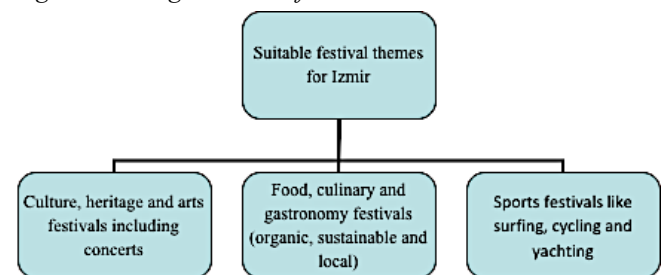 Suitable festival themes
for Izmir
Culture, heritage and arts
festivals including
concerts
Food, culinary and
gastronomy festivals
(organic, sustainable and
local)
Sports festivals like
surfing, cycling and
yachting